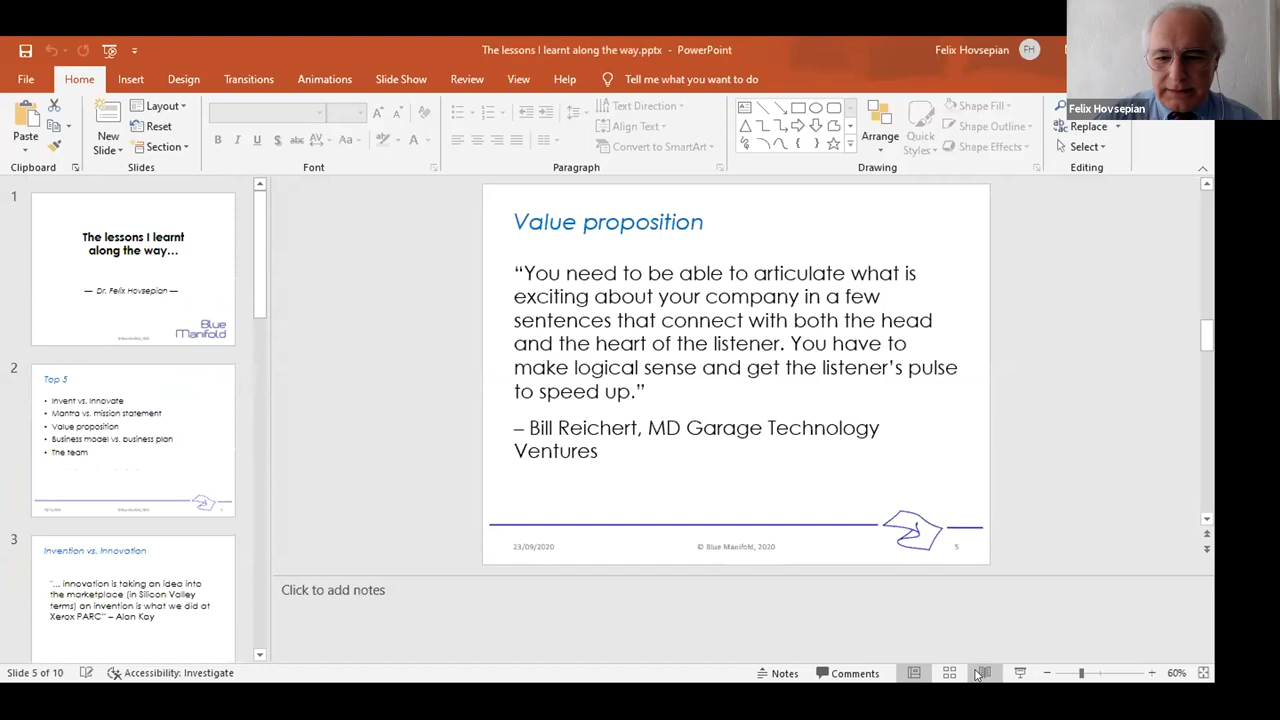 The lessons I learnt along the way.pptx - PowerPoint
Felix Hovsepian
FH
Felix Hovsepian
File
Home
Insert
Design
Transitions
Animations
Slide Show
Review
View
Help
Tell me what you want to do
Paste
Clipboard
New
Slide
Layout
Reset
Section
Slides
B I U S abc AV Aa A
Font
Text Direction
Align Text
Convert to SmartArt
Paragraph
Arrange
Quick
Styles
Shape Fill
Shape Outline
Shape Effects
Drawing
Replace
Select
Editing
1
The lessons I learnt
along the way...
— Dr. Felix Hovsepian —
Blue
Manifold
2
Top 5
• Invent vs. Innovate
• Mantra vs. mission statement
• Value proposition
• Business model vs. business plan
• The team
3
Invention vs. Innovation
"... innovation is taking an idea into
the marketplace (in Silicon Valley
terms) an invention is what we did at
Xerox PARC" – Alan Kay
Value proposition
“You need to be able to articulate what is
exciting about your company in a few
sentences that connect with both the head
and the heart of the listener. You have to
make logical sense and get the listener’s pulse
to speed up.”
– Bill Reichert, MD Garage Technology
Ventures
23/09/2020
© Blue Manifold, 2020
5
Click to add notes
Slide 5 of 10
Accessibility: Investigate
Notes
Comments
60%